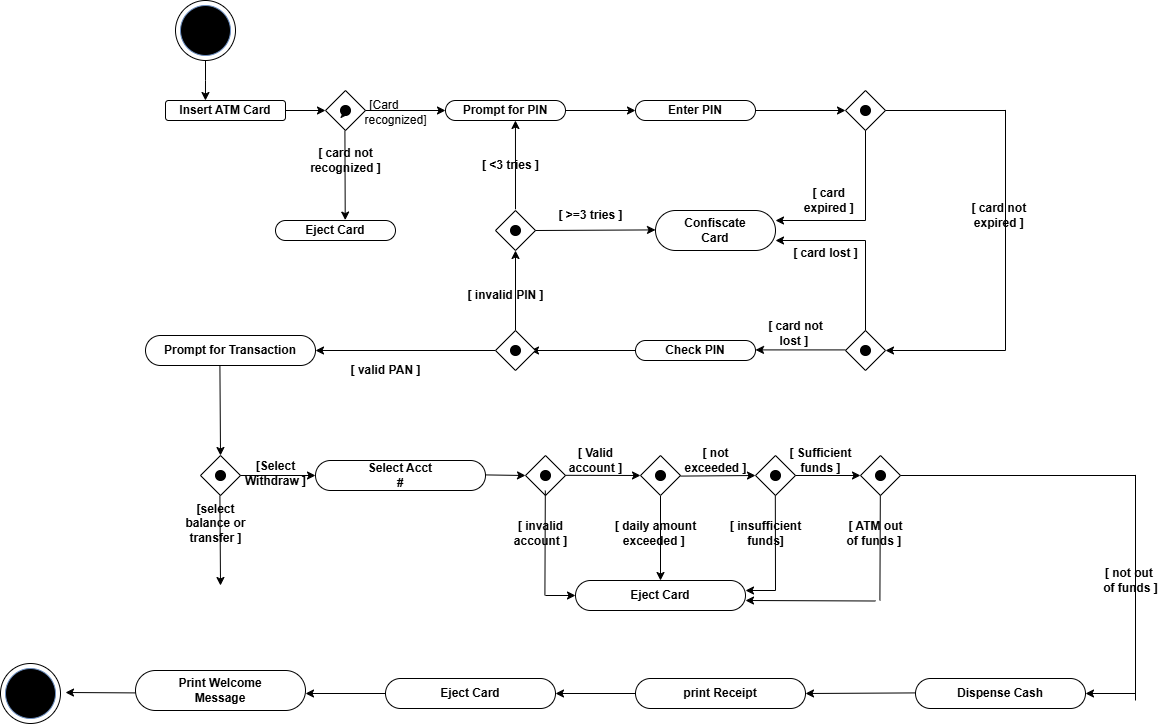 Insert ATM Card
[Card
recognized]
Prompt for PIN
Enter PIN
[ card not
recognized ]
[ <3 tries ]
[ card
expired ]
[ card not
expired ]
Eject Card
[ >=3 tries ]
Confiscate
Card
[ card lost ]
[ invalid PIN ]
Prompt for Transaction
[ valid PAN ]
Check PIN
[ card not
lost ]
[Select
Withdraw ]
Select Acct
#
[ Valid
account ]
[ not
exceeded ]
[ Sufficient
funds ]
[select
balance or
transfer ]
[ invalid
account ]
[ daily amount
exceeded ]
[ insufficient
funds]
[ ATM out
of funds ]
[ not out
of funds ]
Eject Card
Print Welcome
Message
Eject Card
print Receipt
Dispense Cash